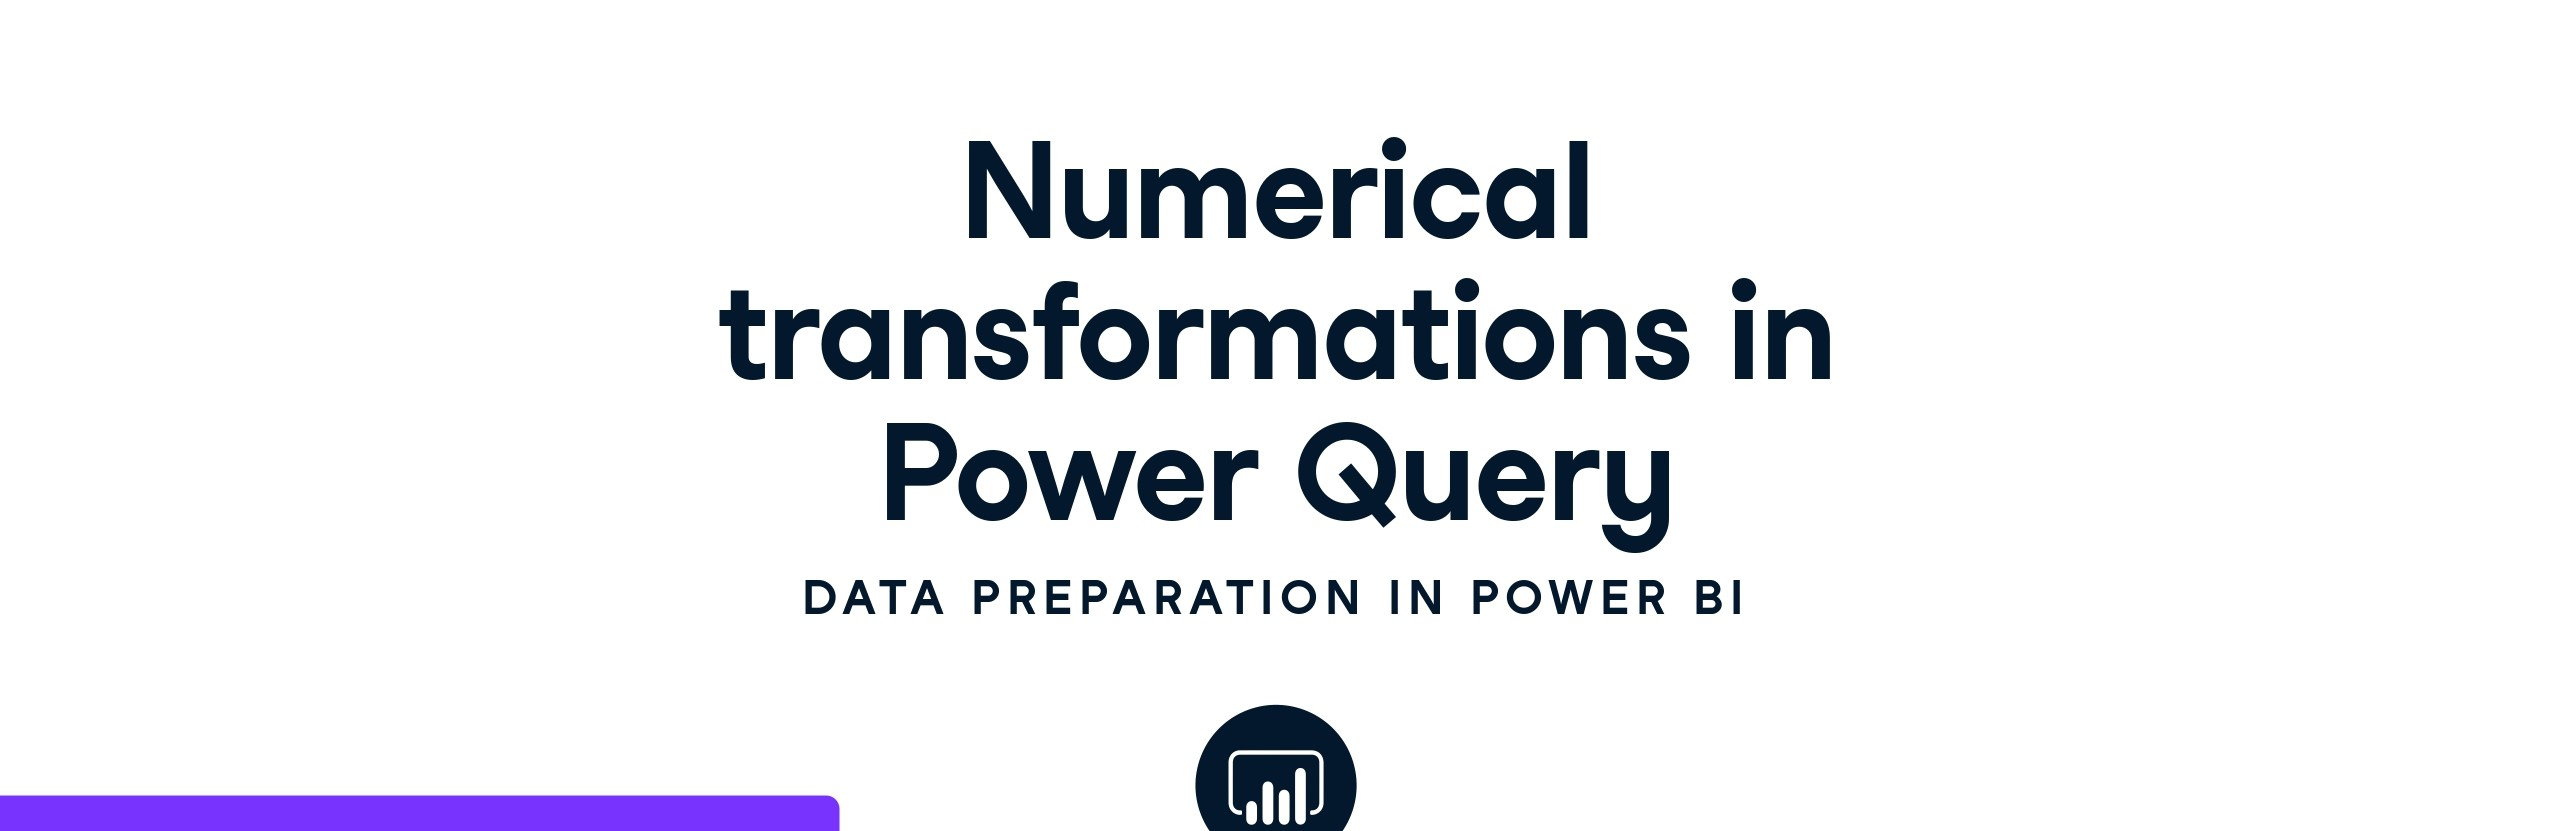 Numerical
transformations in
Power Query
DATA PREPARATION IN POWER BI